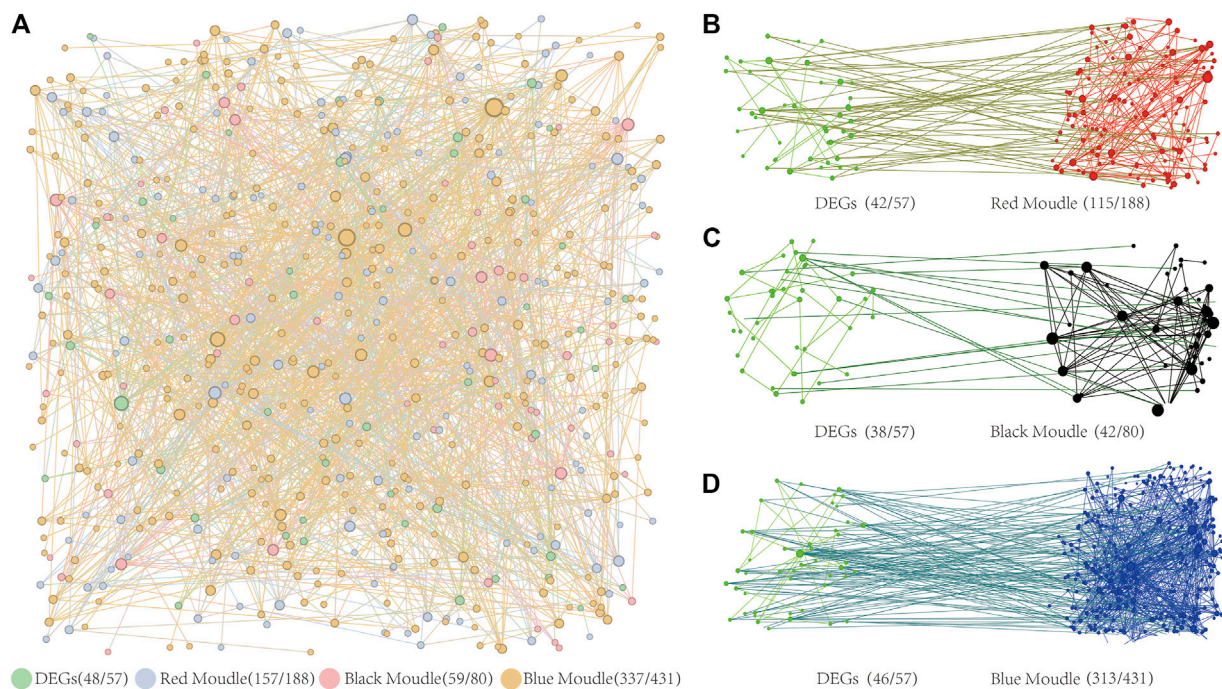 A
DEGs(48/57) Red Moudle(157/188) Black Moudle(59/80) Blue Moudle(337/431)
B
DEGs (42/57) Red Moudle (115/188)
C
DEGs (38/57) Black Moudle (42/80)
D
DEGs (46/57) Blue Moudle (313/431)